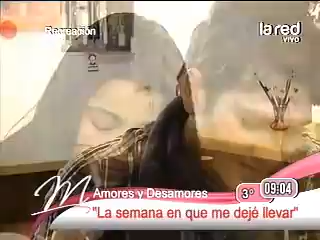 Recreación
la red
VIVO
M
Amores y Desamores
3°
09:04
"La semana en que me dejé llevar"